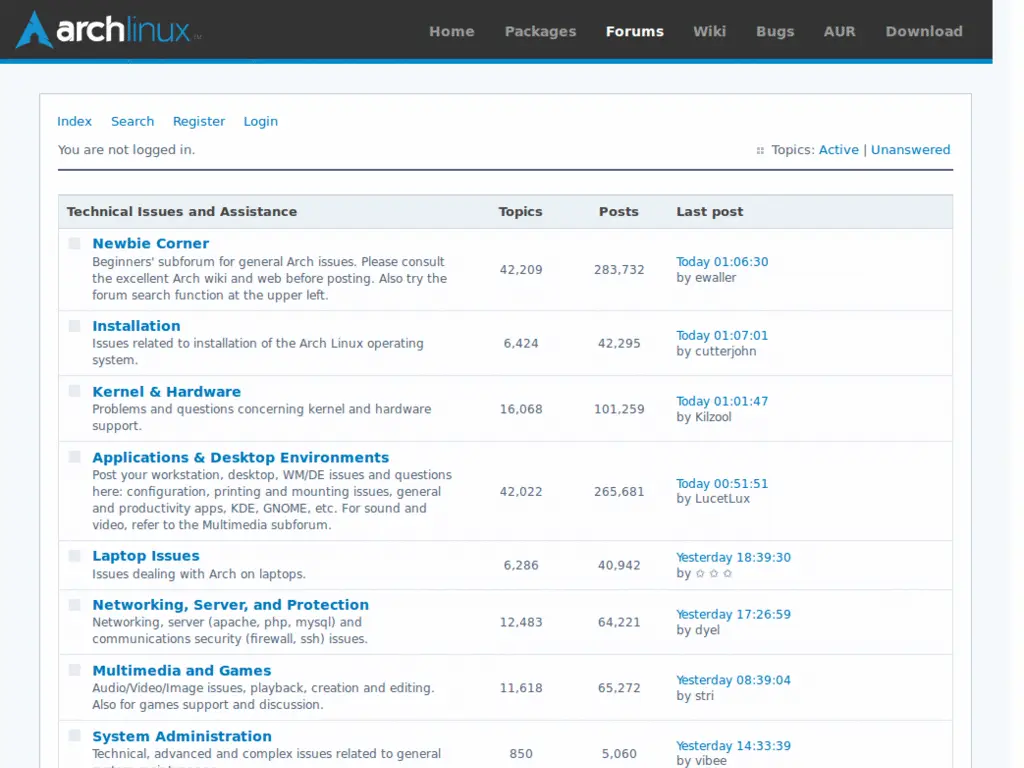 archlinux
Home Packages Forums Wiki Bugs AUR Download
Index Search Register Login
You are not logged in.
Topics: Active | Unanswered
Technical Issues and Assistance Topics Posts Last post
Newbie Corner
Beginners' subforum for general Arch issues. Please consult
the excellent Arch wiki and web before posting. Also try the
forum search function at the upper left.
42,209 283,732
Today 01:06:30
by ewaller
Installation
Issues related to installation of the Arch Linux operating
system.
6,424 42,295
Today 01:07:01
by cutterjohn
Kernel & Hardware
Problems and questions concerning kernel and hardware
support.
16,068 101,259
Today 01:01:47
by Kilzool
Applications & Desktop Environments
Post your workstation, desktop, WM/DE issues and questions
here: configuration, printing and mounting issues, general
and productivity apps, KDE, GNOME, etc. For sound and
video, refer to the Multimedia subforum.
42,022 265,681
Today 00:51:51
by LucetLux
Laptop Issues
Issues dealing with Arch on laptops.
6,286 40,942
Yesterday 18:39:30
by ✩ ✩ ✩
Networking, Server, and Protection
Networking, server (apache, php, mysql) and
communications security (firewall, ssh) issues.
12,483 64,221
Yesterday 17:26:59
by dyel
Multimedia and Games
Audio/Video/Image issues, playback, creation and editing.
Also for games support and discussion.
11,618 65,272
Yesterday 08:39:04
by stri
System Administration
Technical, advanced and complex issues related to general
850 5,060
Yesterday 14:33:39
by vibee